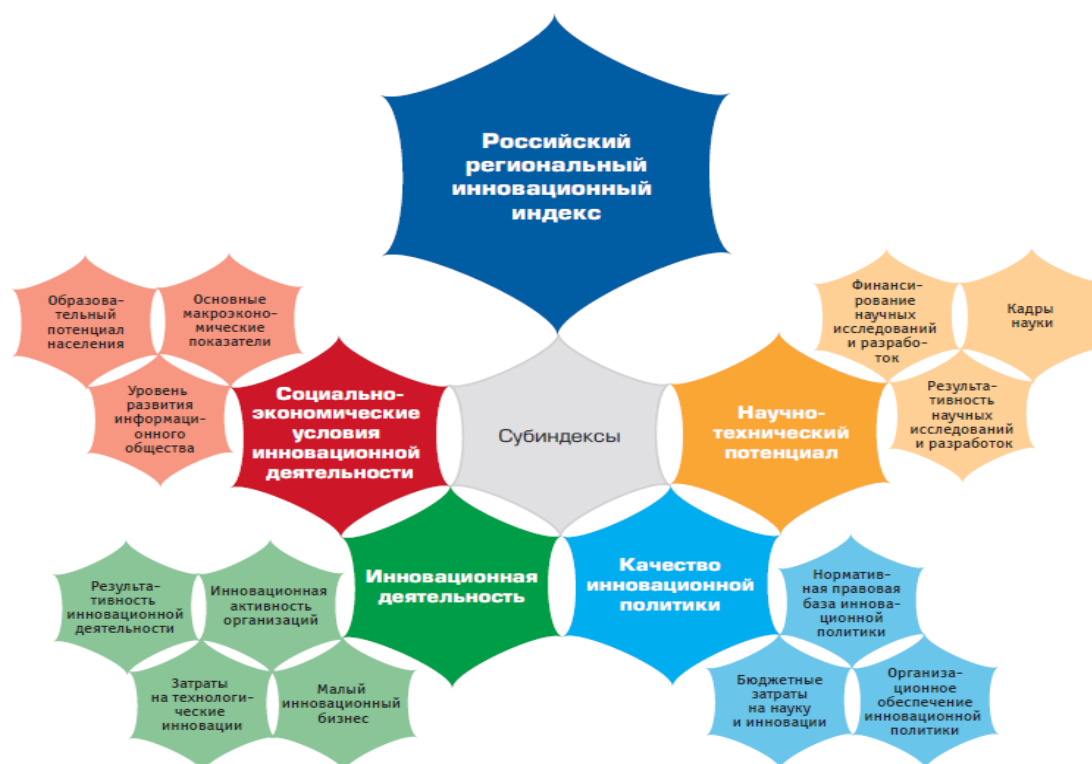 Российский
региональный
инновационный
индекс
Образова-
тельный
потенциал
населения
Основные
макроэконо-
мические
показатели
Уровень
развития
информаци-
онного
общества
Социально-
экономические
условия
инновационной
деятельности
Субиндексы
Научно-
технический
потенциал
Финанси-
рование
научных
исследований
и разрабо-
ток
Кадры
науки
Результа-
тивность
научных
исследований
и разработок
Инновационная
деятельность
Качество
инновационной
политики
Результа-
тивность
инновационной
деятельности
Инновационная
активность
организаций
Затраты
на технологи-
ческие
инновации
Малый
инновационный
бизнес
Норматив-
ная правовая
база иннова-
ционной
политики
Бюджетные
затраты
на науку
и инновации
Организа-
ционное
обеспечение
инновационной
политики